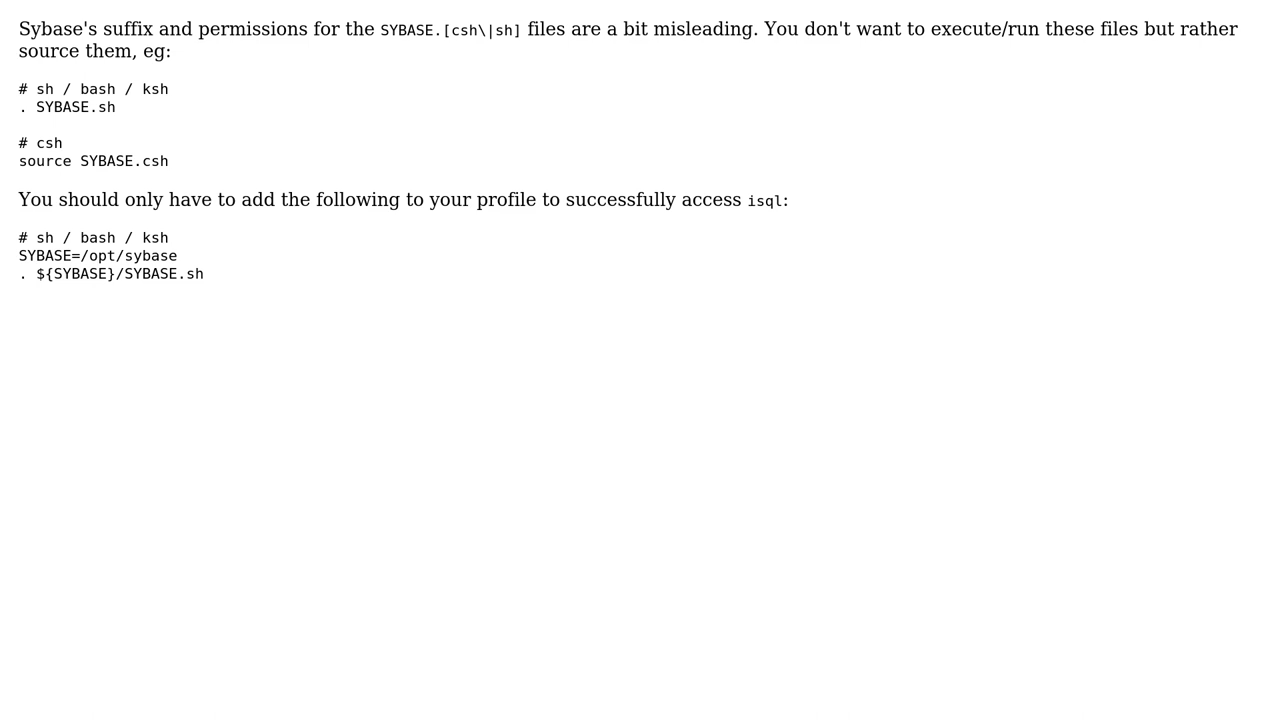 Sybase's suffix and permissions for the SYBASE.[csh\|sh] files are a bit misleading. You don't want to execute/run these files but rather
source them, eg:
# sh / bash / ksh
. SYBASE.sh
# csh
source SYBASE.csh
You should only have to add the following to your profile to successfully access isql:
# sh / bash / ksh
SYBASE=/opt/sybase
. ${SYBASE}/SYBASE.sh